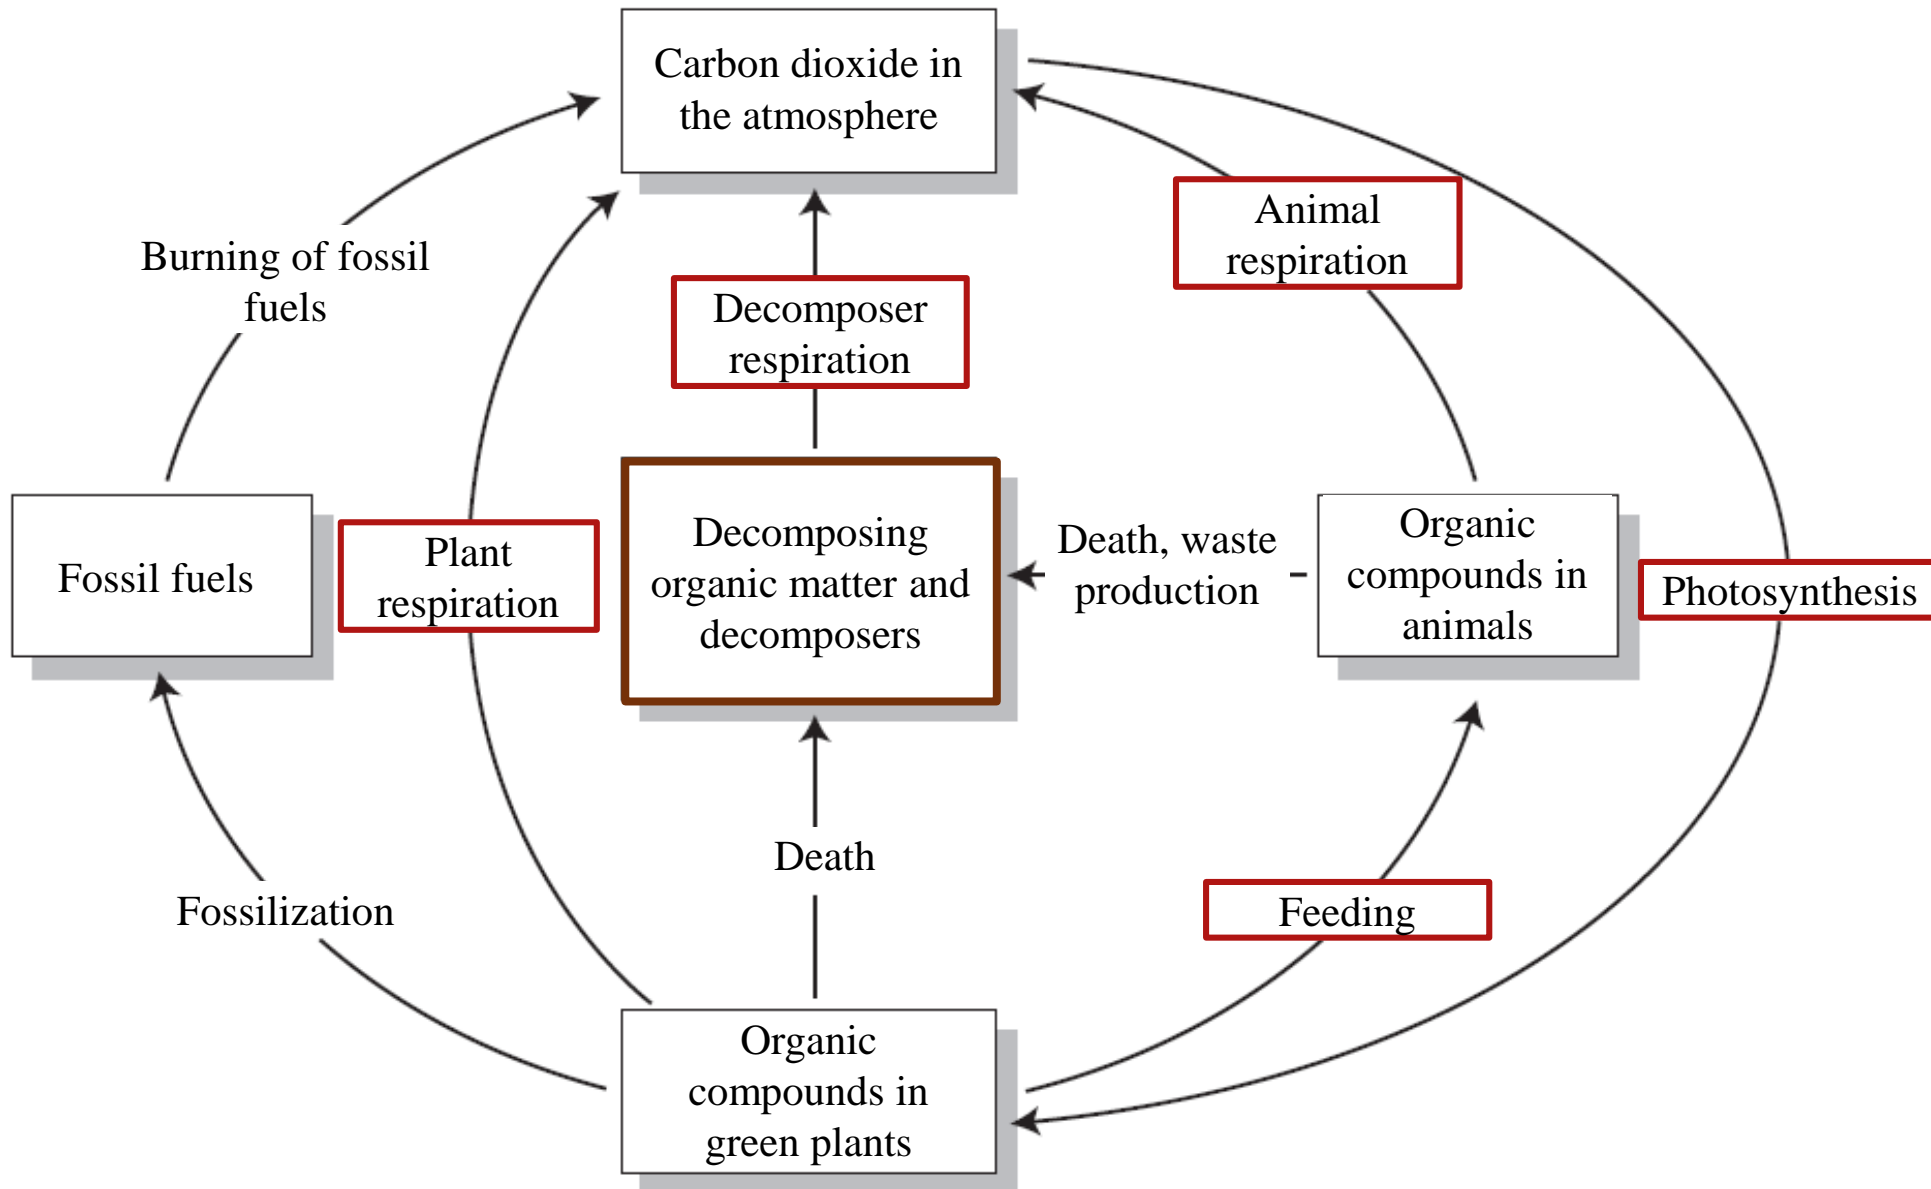 Carbon dioxide in
the atmosphere
Animal
respiration
Burning of fossil
fuels
Decomposer
respiration
Fossil fuels
Plant
respiration
Decomposing
organic matter and
decomposers
Death, waste
production
Organic
compounds in
animals
Photosynthesis
Death
Fossilization
Feeding
Organic
compounds in
green plants